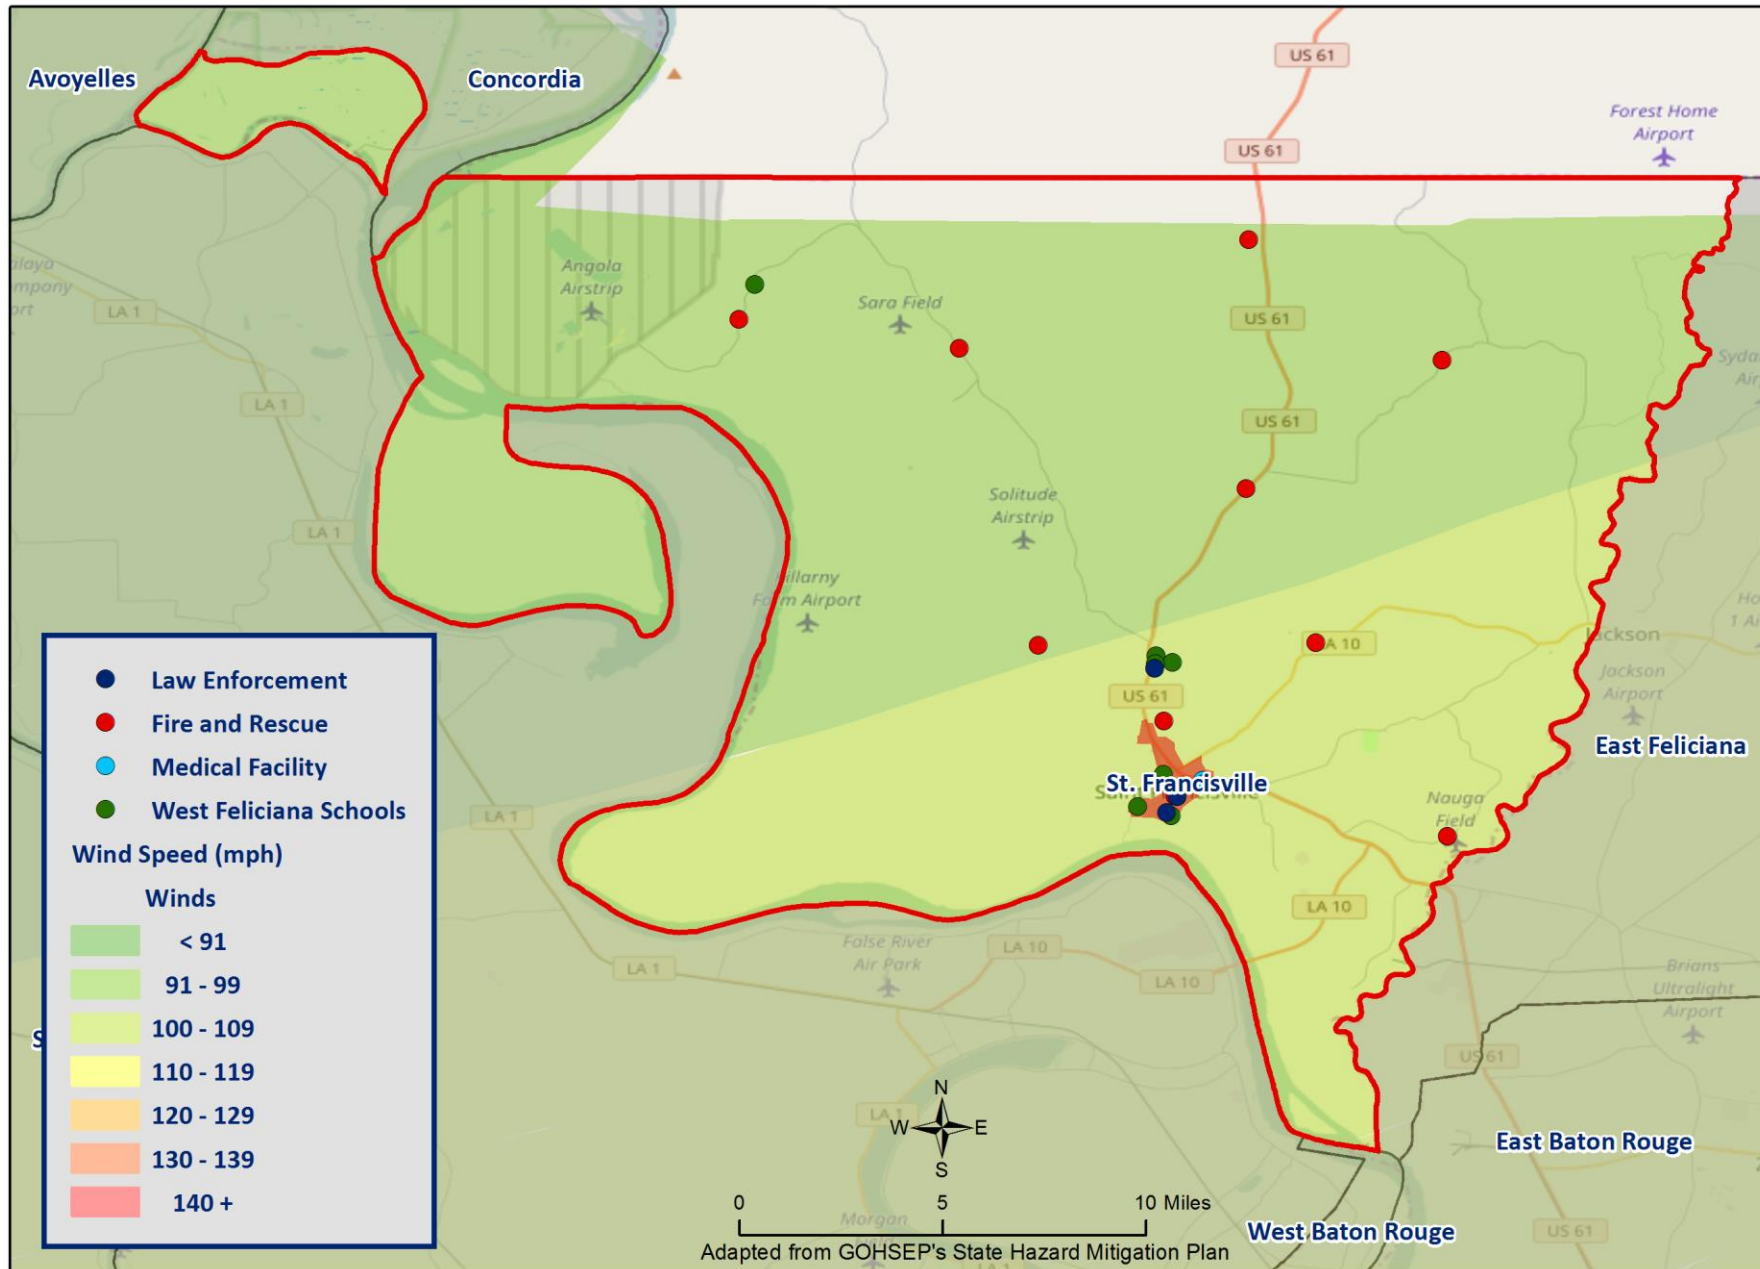 Avoyelles
Concordia
US 61
Forest Home
Airport
US 61
Angola
Airstrip
Sara Field
LA 1
US 61
LA 1
US 61
Solitude
Airstrip
LA 1
Farm Airport
LA 10
Jackson
Jackson
Airport
US 61
East Feliciana
St. Francisville
Nauga
Field
LA 1
LA 10
False River
Air Park
LA 10
LA 1
LA 10
Brians
Ultralight
Airport
US 61
LA 1
East Baton Rouge
West Baton Rouge
US 61
Morgan
Field
Law Enforcement
Fire and Rescue
Medical Facility
West Feliciana Schools
Wind Speed (mph)
Winds
< 91
91 - 99
100 - 109
110 - 119
120 - 129
130 - 139
140 +
N
W E
S
0 5 10 Miles
Adapted from GOHSEP's State Hazard Mitigation Plan